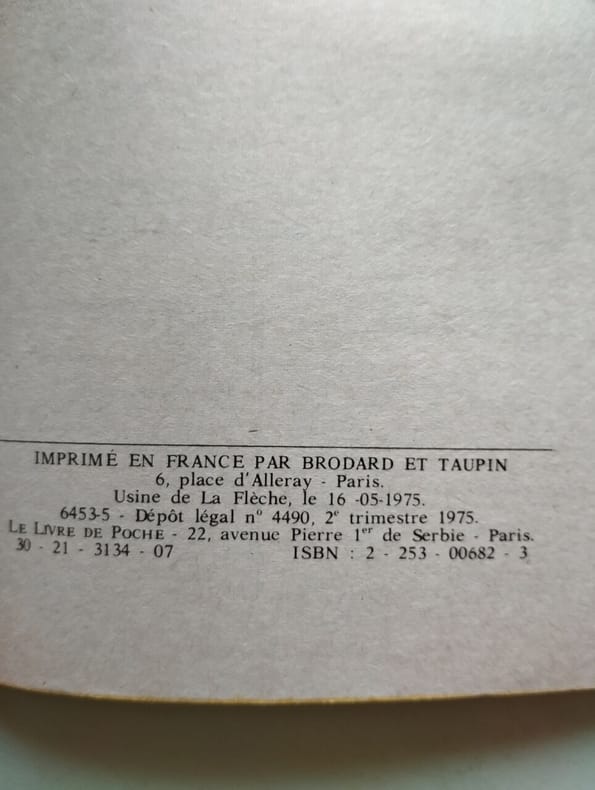 IMPRIMÉ EN FRANCE PAR BRODARD ET TAUPIN
6, place d'Alleray - Paris.
Usine de La Flèche, le 16 -05-1975.
6453-5 - Dépôt légal nº 4490, 2e trimestre 1975.
LE LIVRE DE POCHE - 22, avenue Pierre 1er de Serbie - Paris.
30 - 21 - 3134 - 07 ISBN : 2 - 253 - 00682 - 3